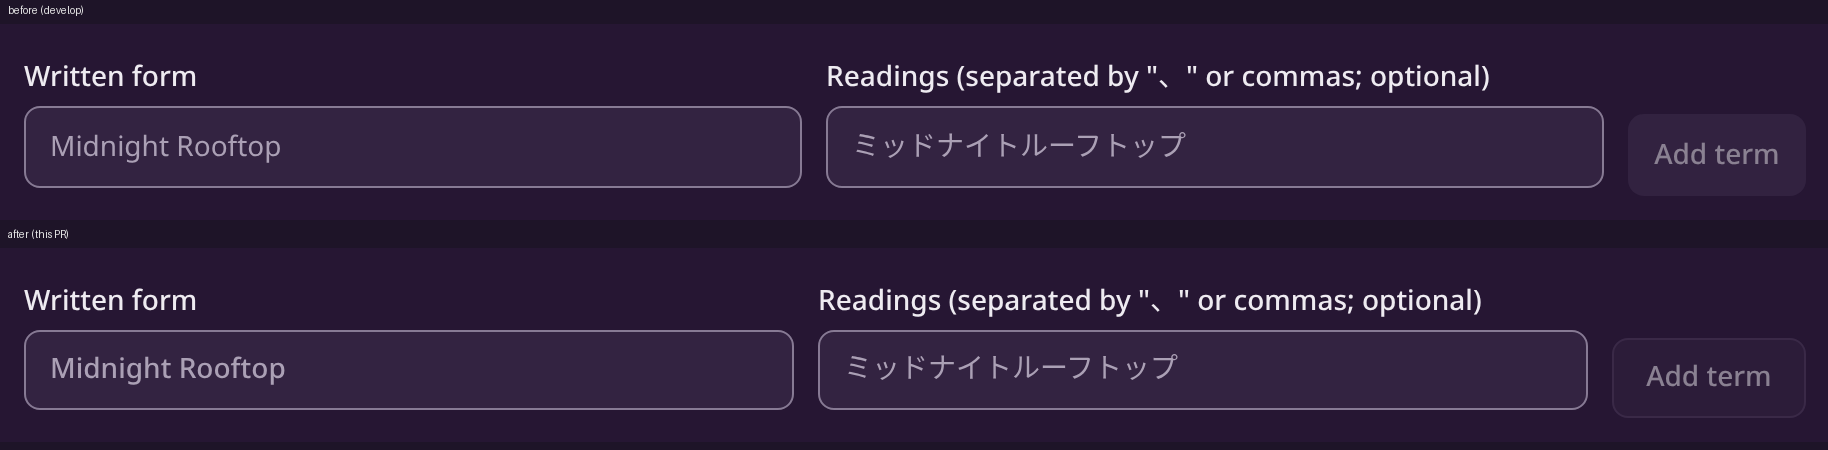 before (develop)
Written form
Readings (separated by "、" or commas; optional)
Midnight Rooftop
ミッドナイトルーフトップ
Add term
after (this PR)
Written form
Readings (separated by "、" or commas; optional)
Midnight Rooftop
ミッドナイトルーフトップ
Add term